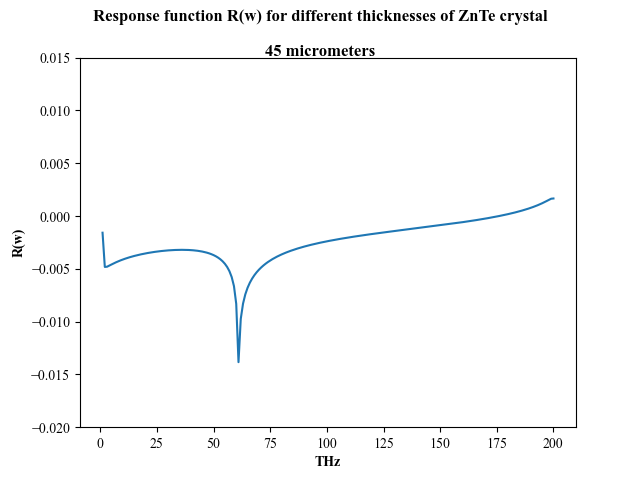 Response function R(w) for different thicknesses of ZnTe crystal
45 micrometers
0.015
0.010
0.005
0.000
−0.005
−0.010
−0.015
−0.020
R(w)
0 25 50 75 100 125 150 175 200
THz